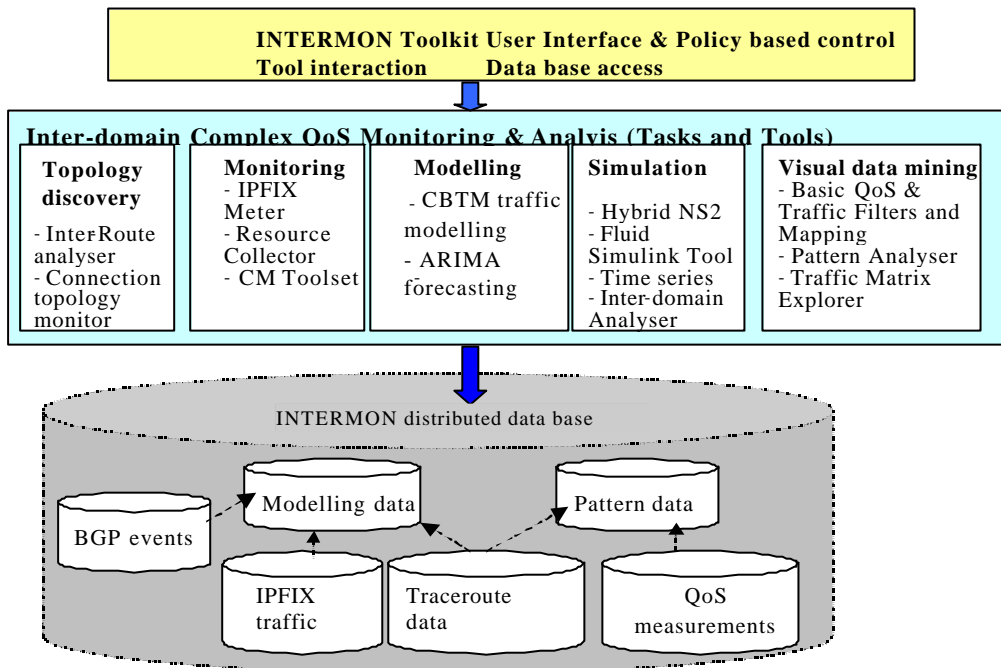 INTERMON Toolkit User Interface & Policy based control
Tool interaction Data base access
Inter-domain Complex QoS Monitoring & Analyis (Tasks and Tools)
Topology
discovery
- Inter-Route
analyser
- Connection
topology
monitor
Monitoring
- IPFIX
Meter
- Resource
Collector
- CM Toolset
Modelling
- CBTM traffic
modelling
- ARIMA
forecasting
Simulation
- Hybrid NS2
- Fluid
Simulink Tool
- Time series
- Inter-domain
Analyser
Visual data mining
- Basic QoS &
Traffic Filters and
Mapping
- Pattern Analyser
- Traffic Matrix
Explorer
INTERMON distributed data base
Modelling data
Pattern data
BGP events
IPFIX
traffic
Traceroute
data
QoS
measurements